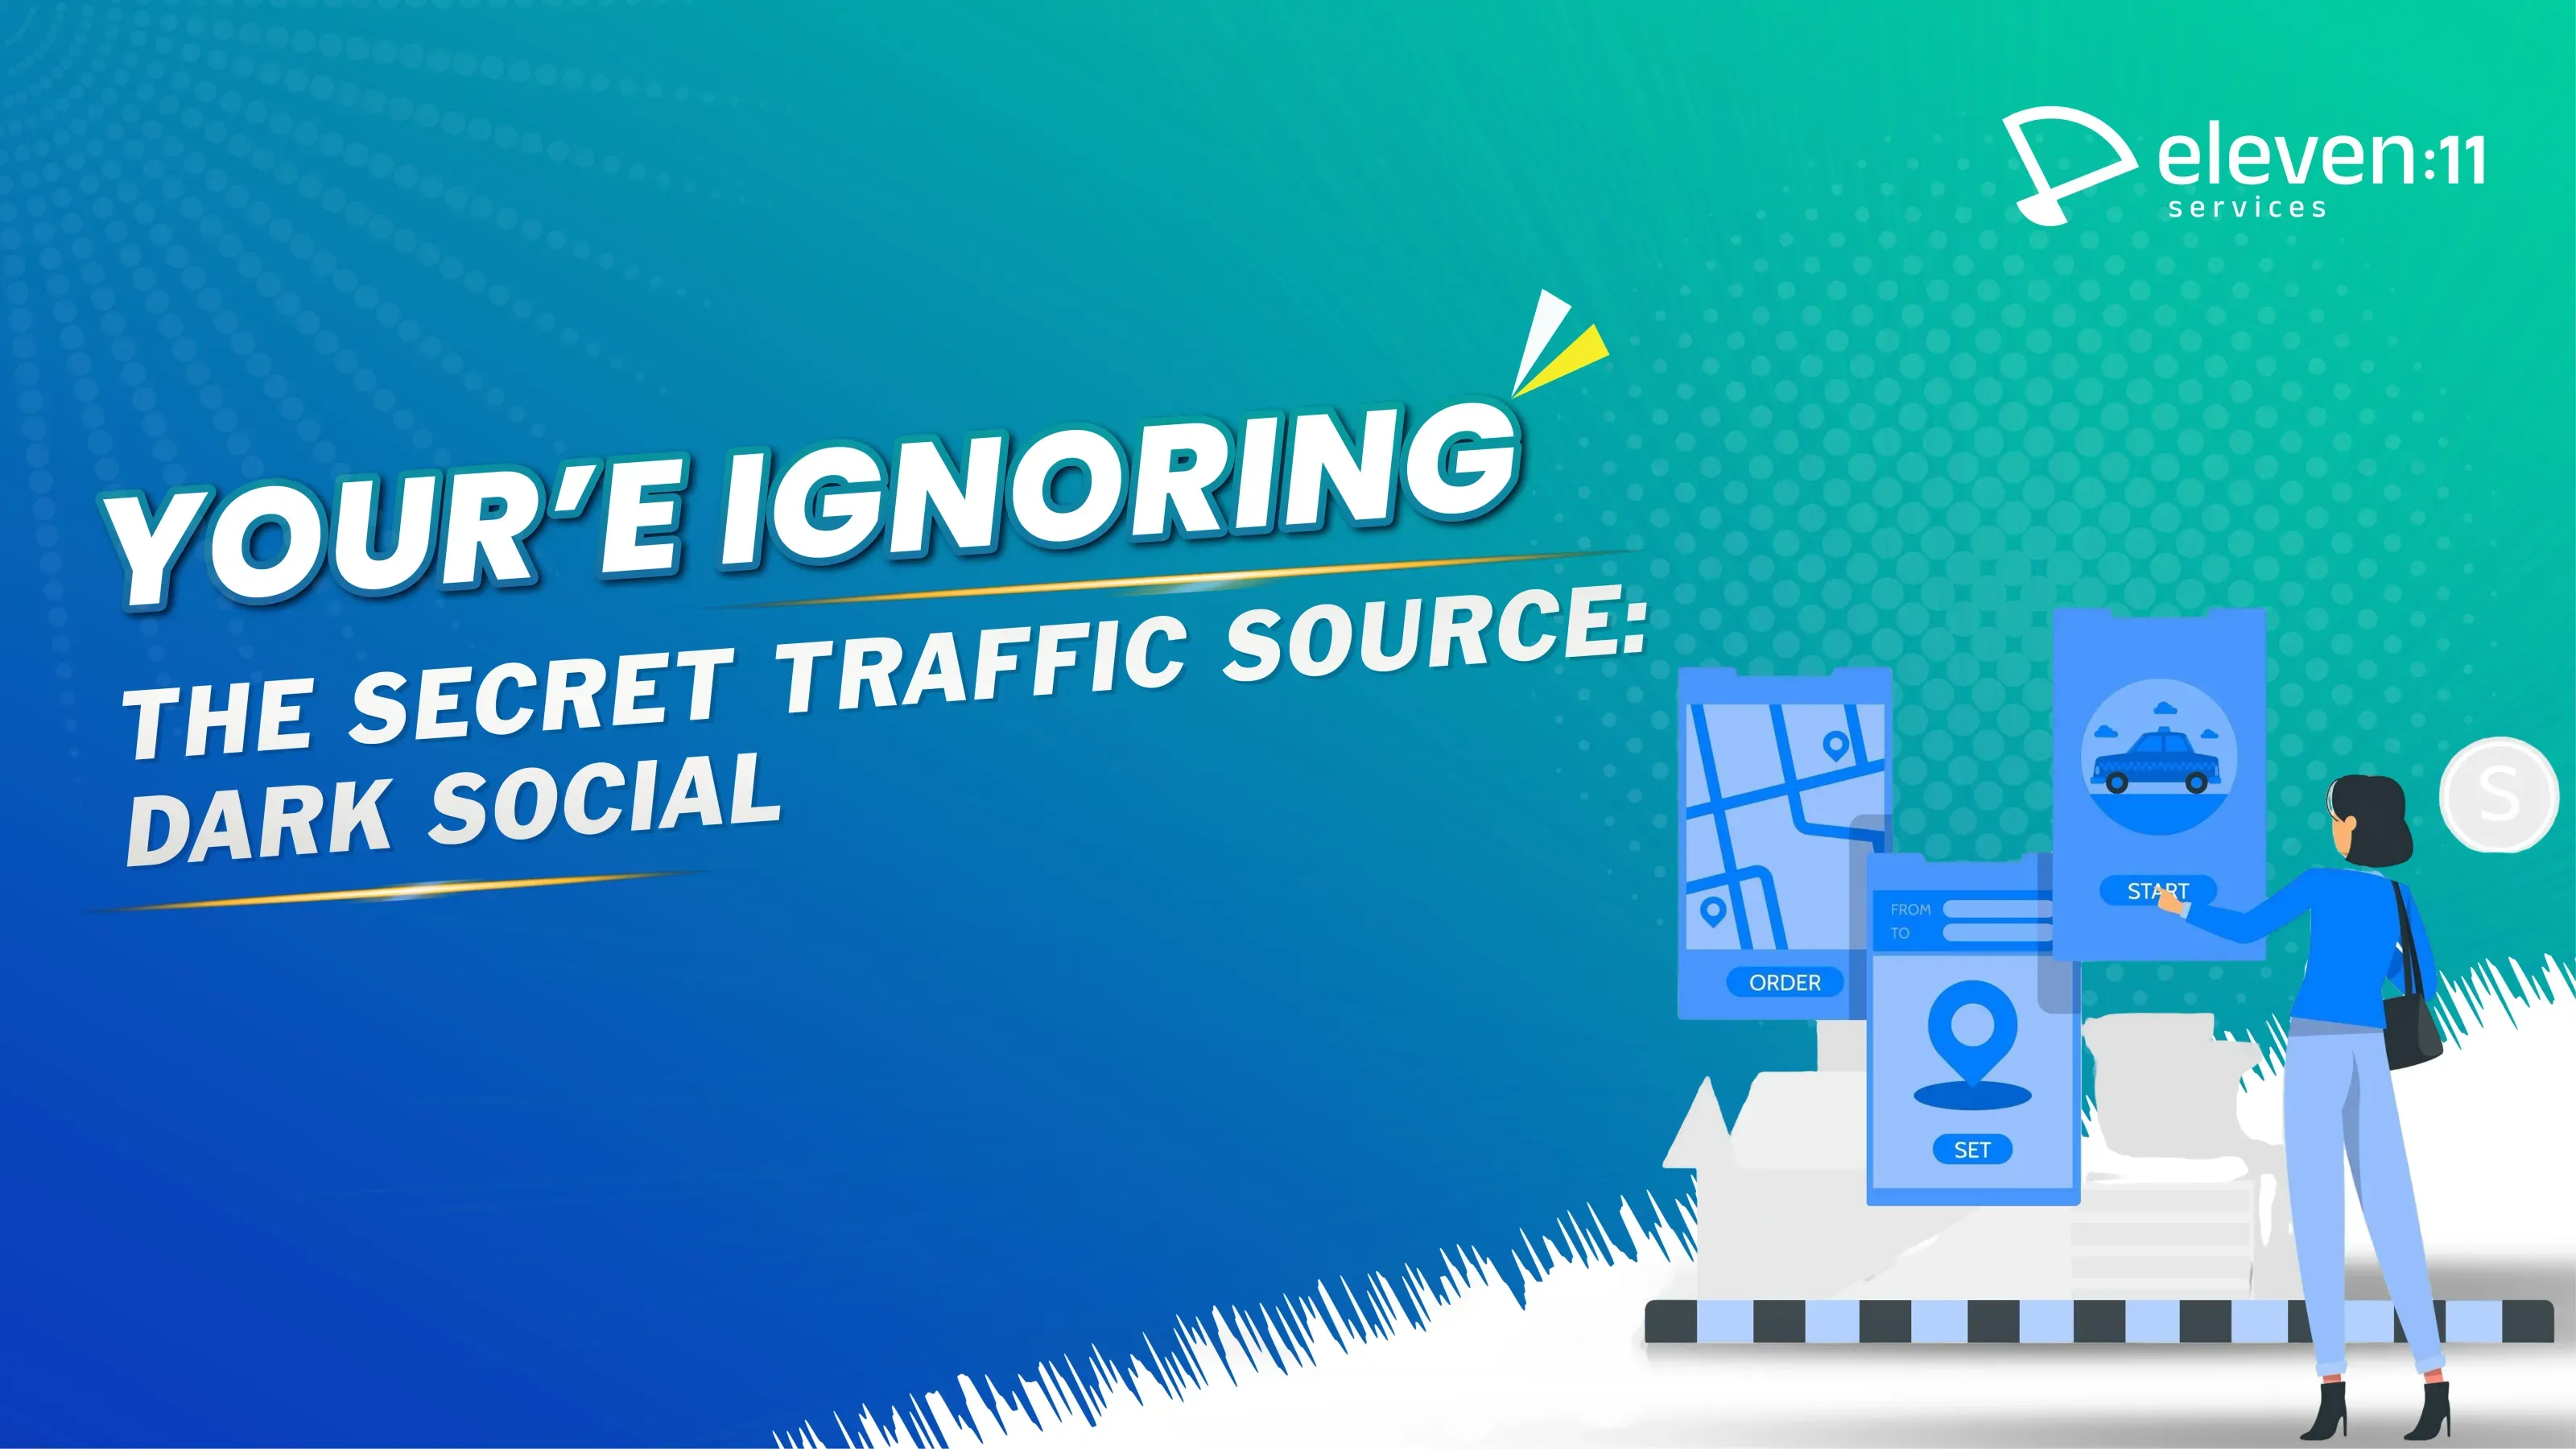 eleven:11
services
YOUR'E IGNORING
THE SECRET TRAFFIC SOURCE:
DARK SOCIAL
START
FROM
TO
ORDER
SET
S